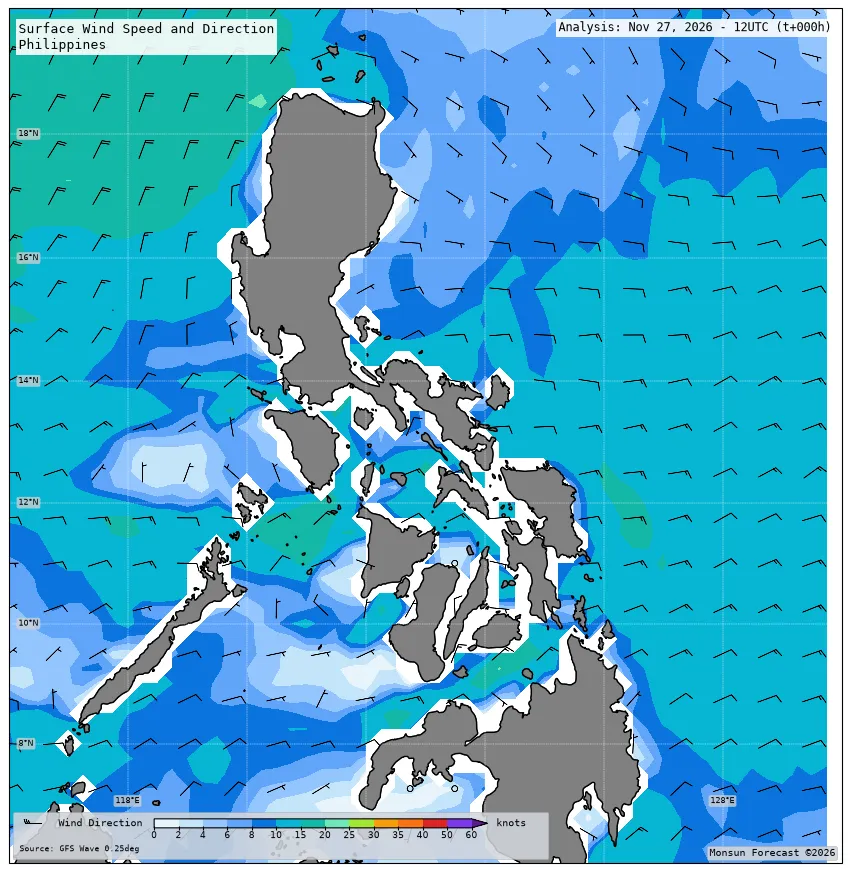 Surface Wind Speed and Direction
Philippines
Analysis: Nov 27, 2026 - 12UTC (t+000h)
18°N
16°N
14°N
12°N
10°N
8°N
118°E
128°E
Wind Direction
knots
0 2 4 6 8 10 15 20 25 30 35 40 50 60
Source: GFS Wave 0.25deg
Monsun Forecast ©2026